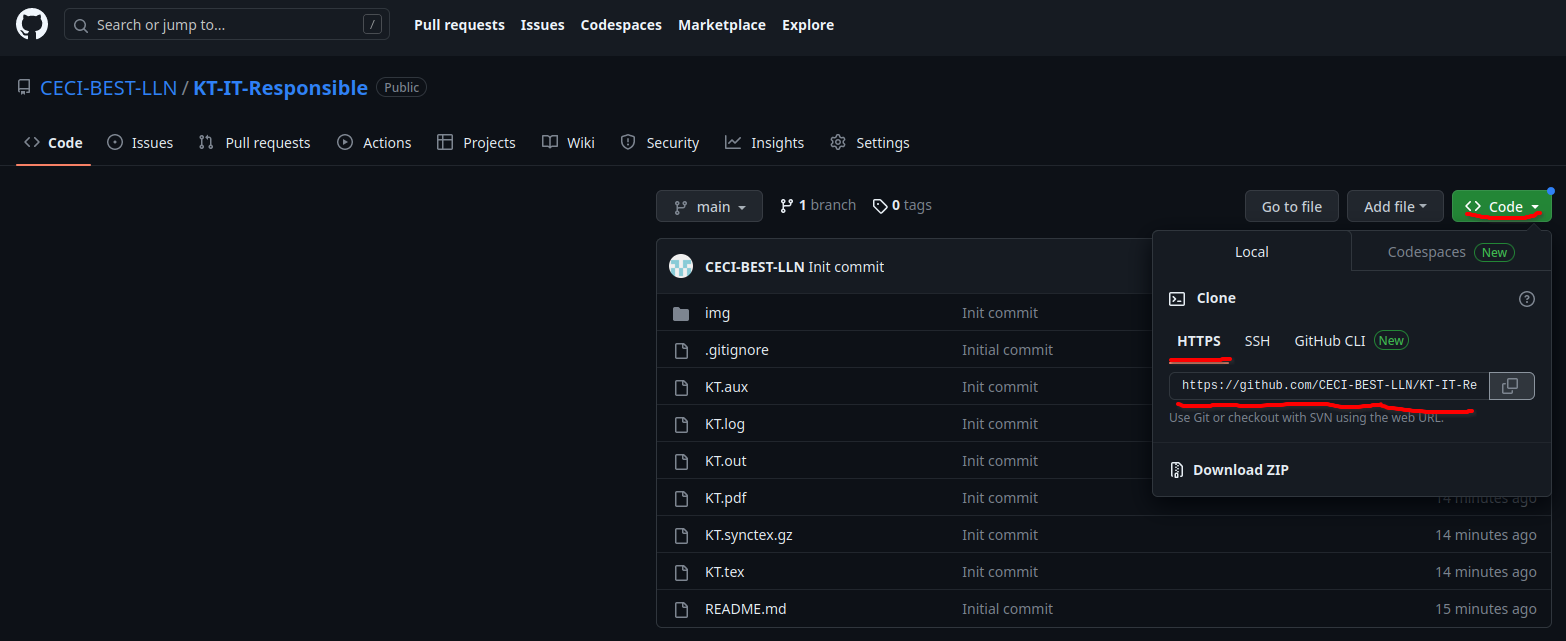 Search or jump to... / Pull requests Issues Codespaces Marketplace Explore
CECI-BEST-LLN / KT-IT-Responsible Public
Code Issues Pull requests Actions Projects Wiki Security Insights Settings
main 1 branch 0 tags Go to file Add file Code
CECI-BEST-LLN Init commit
img Init commit
.gitignore Initial commit
KT.aux Init commit
KT.log Init commit
KT.out Init commit
KT.pdf Init commit 14 minutes ago
KT.synctex.gz Init commit 14 minutes ago
KT.tex Init commit 14 minutes ago
README.md Initial commit 15 minutes ago
Local Codespaces New
Clone
HTTPS SSH GitHub CLI New
https://github.com/CECI-BEST-LLN/KT-IT-Re
Use Git or checkout with SVN using the web URL.
Download ZIP